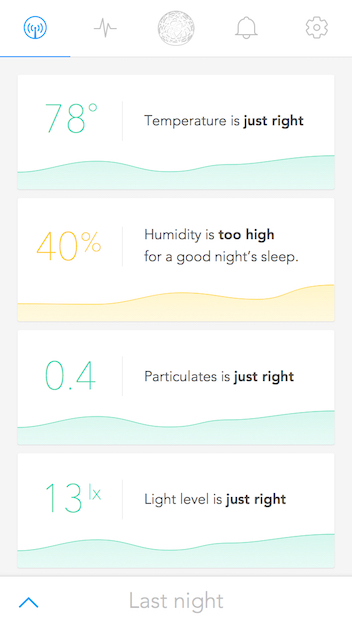 78°
Temperature is just right
40%
Humidity is too high
for a good night's sleep.
0.4
Particulates is just right
13 lx
Light level is just right
Last night